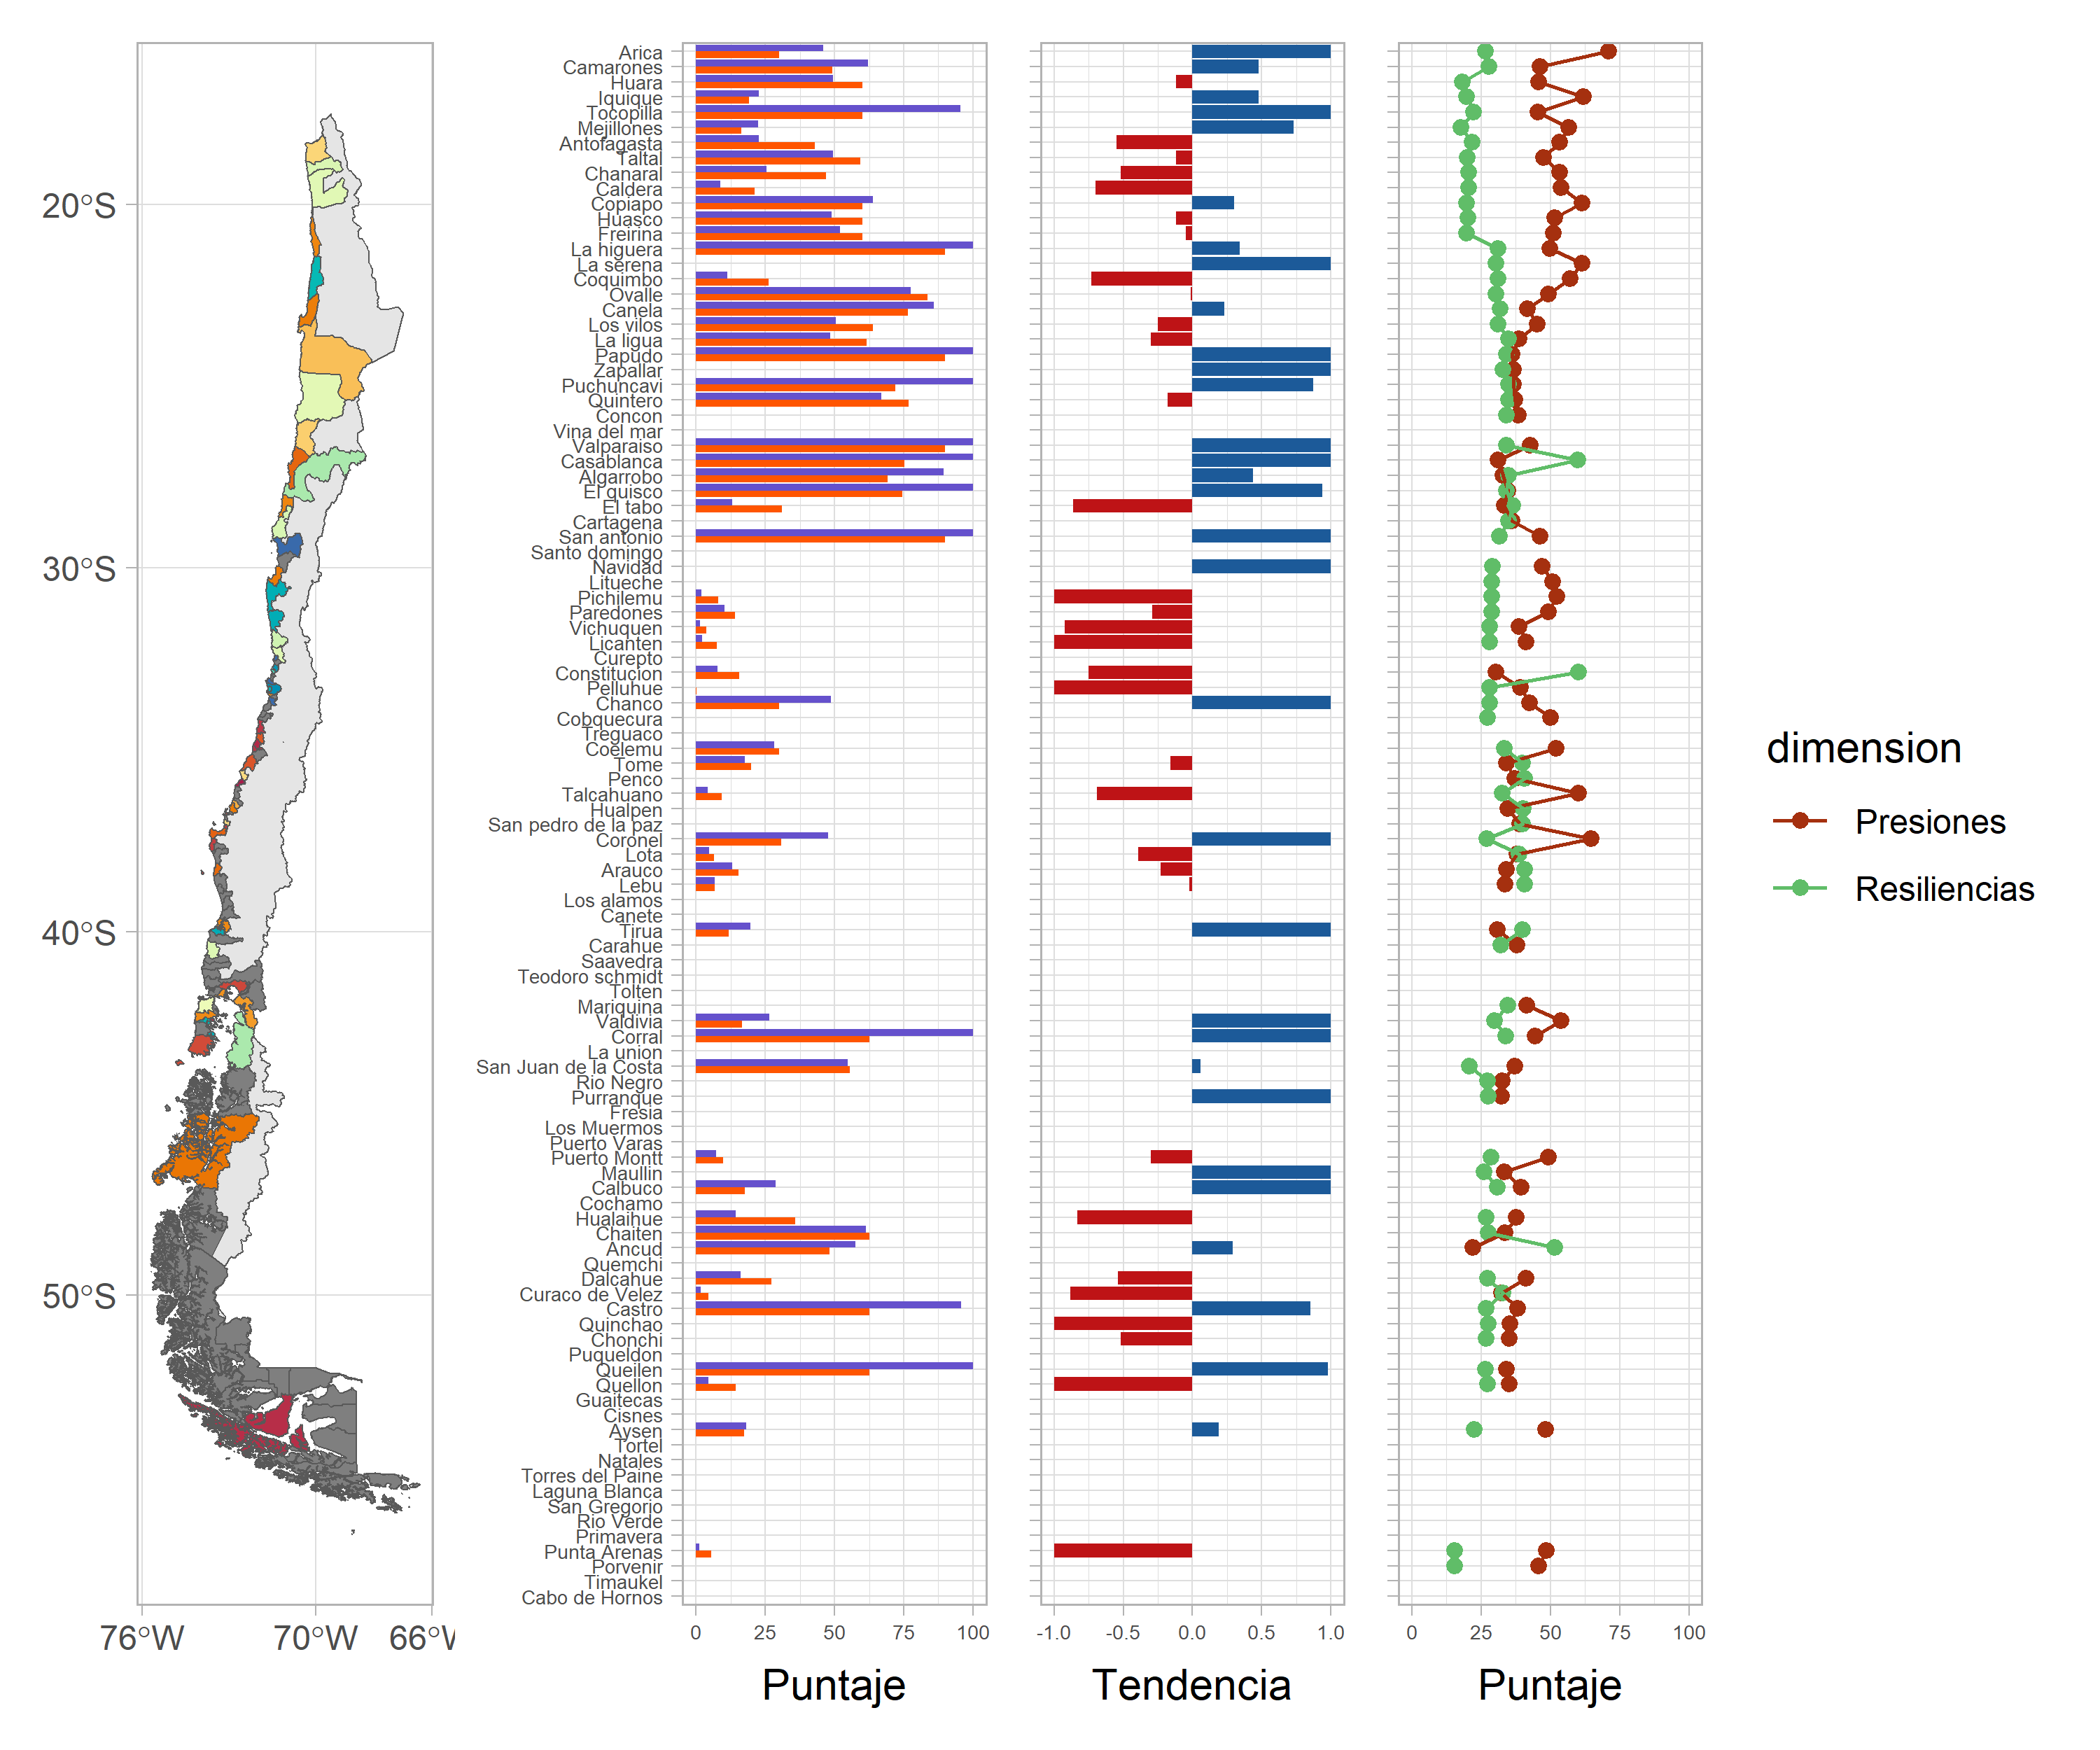 20°S
30°S
40°S
50°S
76°W
70°W
66°W
Arica
Camarones
Huara
Iquique
Tocopilla
Mejillones
Antofagasta
Taltal
Chanaral
Caldera
Copiapo
Huasco
Freirina
La higuera
La serena
Coquimbo
Ovalle
Canela
Los vilos
La ligua
Papudo
Zapallar
Puchuncavi
Quintero
Concon
Vina del mar
Valparaiso
Casablanca
Algarrobo
El quisco
El tabo
Cartagena
San antonio
Santo domingo
Navidad
Litueche
Pichilemu
Paredones
Vichuquen
Licanten
Curepto
Constitucion
Pelluhue
Chanco
Cobquecura
Treguaco
Coelemu
Tome
Penco
Talcahuano
Hualpen
San pedro de la paz
Coronel
Lota
Arauco
Lebu
Los alamos
Canete
Tirua
Carahue
Saavedra
Teodoro schmidt
Tolten
Mariquina
Valdivia
Corral
La union
San Juan de la Costa
Rio Negro
Purranque
Fresia
Los Muermos
Puerto Varas
Puerto Montt
Maullin
Calbuco
Cochamo
Hualaihue
Chaiten
Ancud
Quemchi
Dalcahue
Curaco de Velez
Castro
Quinchao
Chonchi
Puqueldon
Queilen
Quellon
Guaitecas
Cisnes
Aysen
Tortel
Natales
Torres del Paine
Laguna Blanca
San Gregorio
Rio Verde
Primavera
Punta Arenas
Porvenir
Timaukel
Cabo de Hornos
0 25 50 75 100
Puntaje
-1.0 -0.5 0.0 0.5 1.0
Tendencia
0 25 50 75 100
Puntaje
dimension
Presiones
Resiliencias